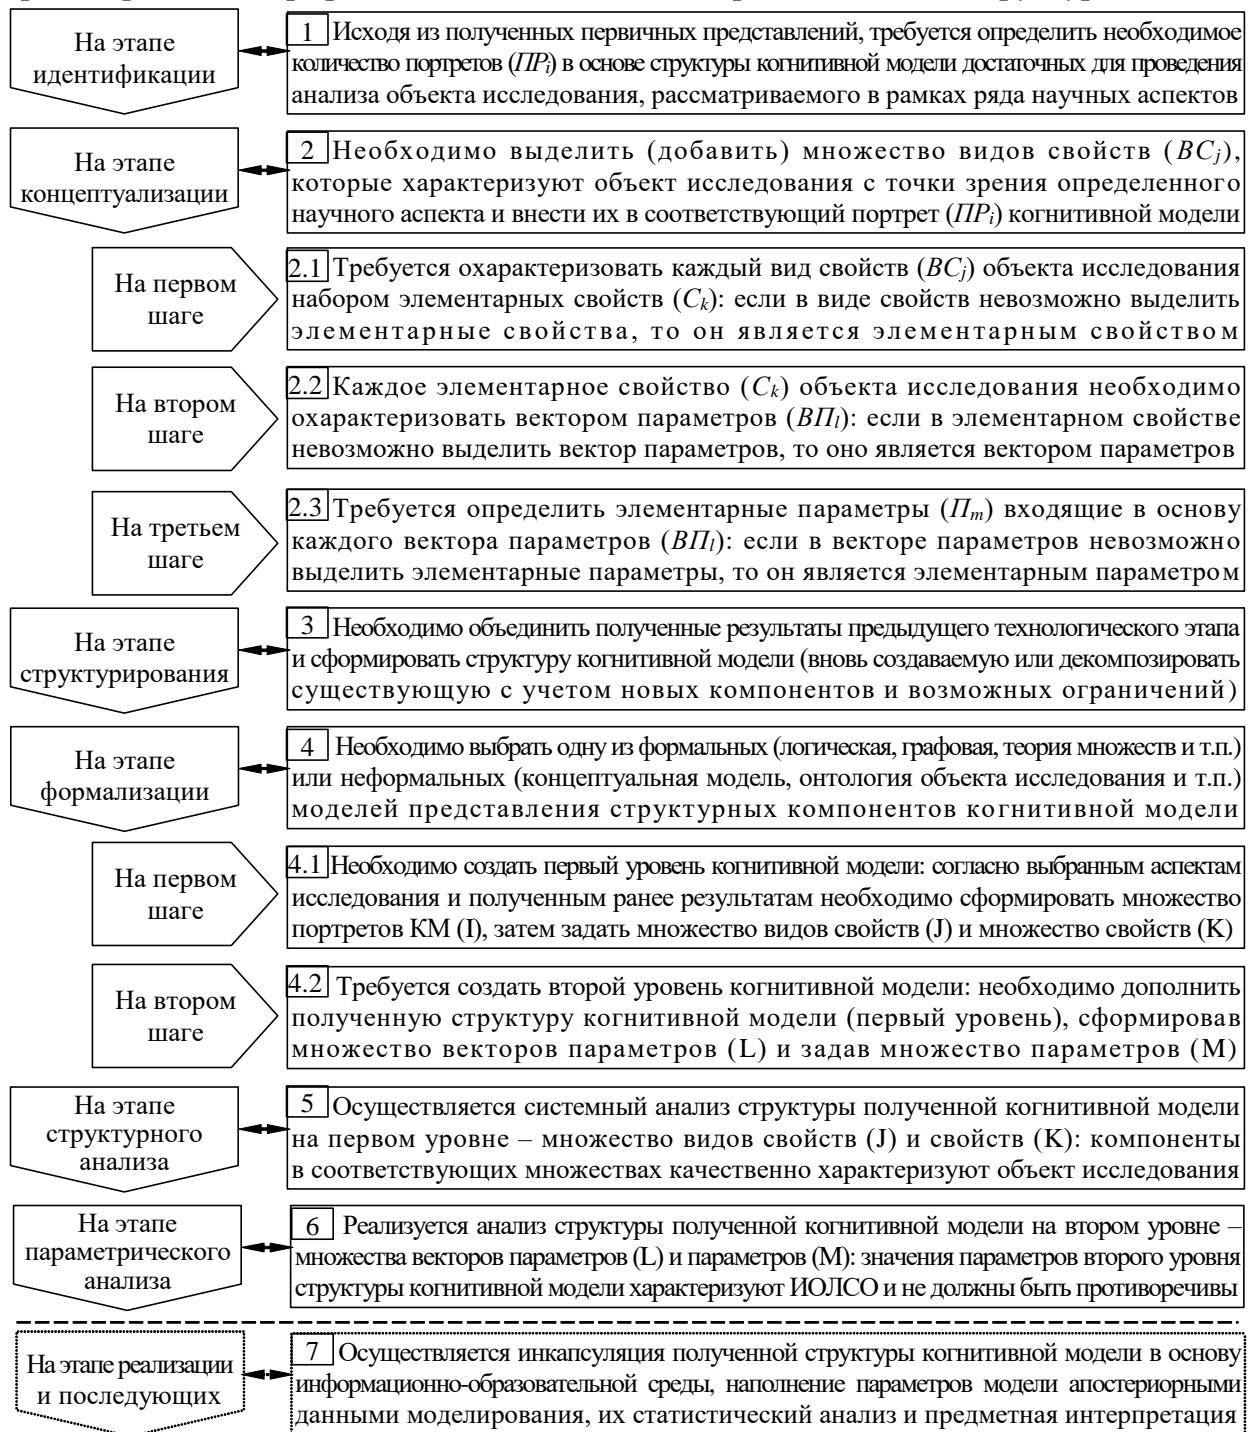 На этапе
идентификации
1 Исходя из полученных первичных представлений, требуется определить необходимое
количество портретов (ПРi) в основе структуры когнитивной модели достаточных для проведения
анализа объекта исследования, рассматриваемого в рамках ряда научных аспектов
На этапе
концептуализации
2 Необходимо выделить (добавить) множество видов свойств (ВСj),
которые характеризуют объект исследования с точки зрения определенного
научного аспекта и внести их в соответствующий портрет (ПРi) когнитивной модели
На первом
шаге
2.1 Требуется охарактеризовать каждый вид свойств (ВСj) объекта исследования
набором элементарных свойств (Сk): если в виде свойств невозможно выделить
элементарные свойства, то он является элементарным свойством
На втором
шаге
2.2 Каждое элементарное свойство (Сk) объекта исследования необходимо
охарактеризовать вектором параметров (ВПl): если в элементарном свойстве
невозможно выделить вектор параметров, то оно является вектором параметров
На третьем
шаге
2.3 Требуется определить элементарные параметры (Пm) входящие в основу
каждого вектора параметров (ВПl): если в векторе параметров невозможно
выделить элементарные параметры, то он является элементарным параметром
На этапе
структурирования
3 Необходимо объединить полученные результаты предыдущего технологического этапа
и сформировать структуру когнитивной модели (вновь создаваемую или декомпозировать
существующую с учетом новых компонентов и возможных ограничений)
На этапе
формализации
4 Необходимо выбрать одну из формальных (логическая, графовая, теория множеств и т.п.)
или неформальных (концептуальная модель, онтология объекта исследования и т.п.)
моделей представления структурных компонентов когнитивной модели
На первом
шаге
4.1 Необходимо создать первый уровень когнитивной модели: согласно выбранным аспектам
исследования и полученным ранее результатам необходимо сформировать множество
портретов КМ (I), затем задать множество видов свойств (J) и множество свойств (K)
На втором
шаге
4.2 Требуется создать второй уровень когнитивной модели: необходимо дополнить
полученную структуру когнитивной модели (первый уровень), сформировав
множество векторов параметров (L) и задав множество параметров (M)
На этапе
структурного
анализа
5 Осуществляется системный анализ структуры полученной когнитивной модели
на первом уровне – множество видов свойств (J) и свойств (K): компоненты
в соответствующих множествах качественно характеризуют объект исследования
На этапе
параметрического
анализа
6 Реализуется анализ структуры полученной когнитивной модели на втором уровне –
множества векторов параметров (L) и параметров (M): значения параметров второго уровня
структуры когнитивной модели характеризуют ИОЛСО и не должны быть противоречивы
На этапе реализации
и последующих
7 Осуществляется инкапсуляция полученной структуры когнитивной модели в основу
информационно-образовательной среды, наполнение параметров модели апостериорными
данными моделирования, их статистический анализ и предметная интерпретация